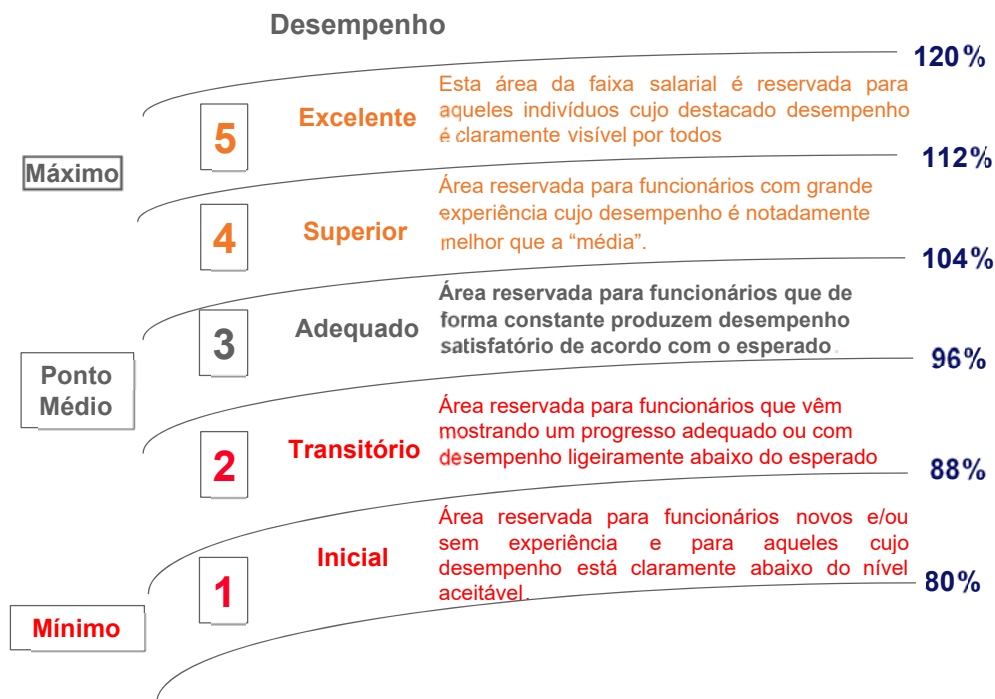 Desempenho
120%
5
Excelente
Esta área da faixa salarial é reservada para
aqueles indivíduos cujo destacado desempenho
é claramente visível por todos
Máximo
112%
4
Superior
Área reservada para funcionários com grande
experiência cujo desempenho é notadamente
melhor que a “média”.
104%
3
Adequado
Área reservada para funcionários que de
forma constante produzem desempenho
satisfatório de acordo com o esperado.
Ponto
Médio
96%
2
Transitório
Área reservada para funcionários que vêm
mostrando um progresso adequado ou com
desempenho ligeiramente abaixo do esperado
88%
1
Inicial
Área reservada para funcionários novos e/ou
sem experiência e para aqueles cujo
desempenho está claramente abaixo do nível
aceitável.
80%
Mínimo